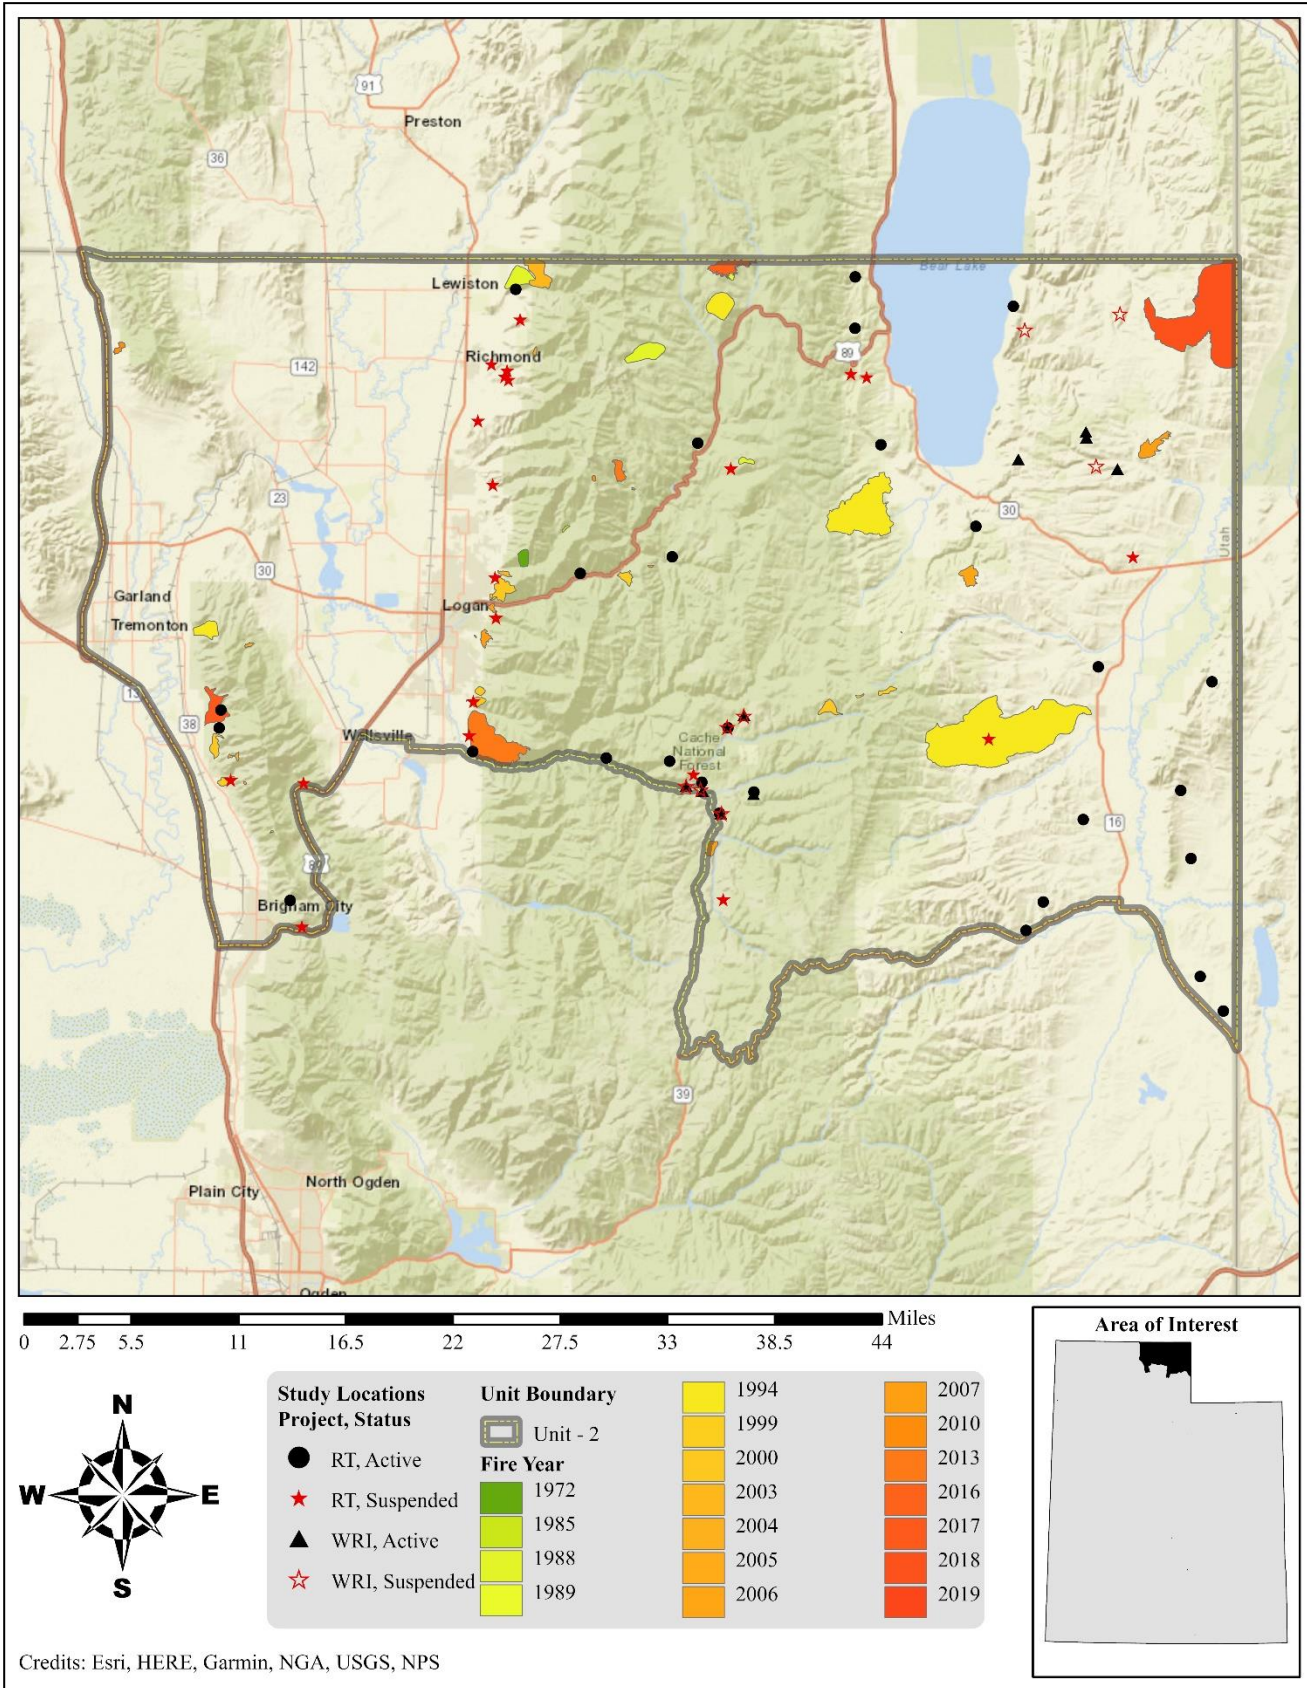 91
Preston
36
Bear Lake
Lewiston
Richmond
142
89
23
30
Utah
30
Garland
Tremonton
Logan
13
38
Wellsville
Cache
National
Forest
16
89
Brigham City
39
Plain City
North Ogden
Ogden
Miles
0 2.75 5.5 11 16.5 22 27.5 33 38.5 44
Area of Interest
N
W E
S
Study Locations
Project, Status
RT, Active
RT, Suspended
WRI, Active
WRI, Suspended
Unit Boundary
Unit - 2
Fire Year
1972
1985
1988
1989
1994
1999
2000
2003
2004
2005
2006
2007
2010
2013
2016
2017
2018
2019
Credits: Esri, HERE, Garmin, NGA, USGS, NPS